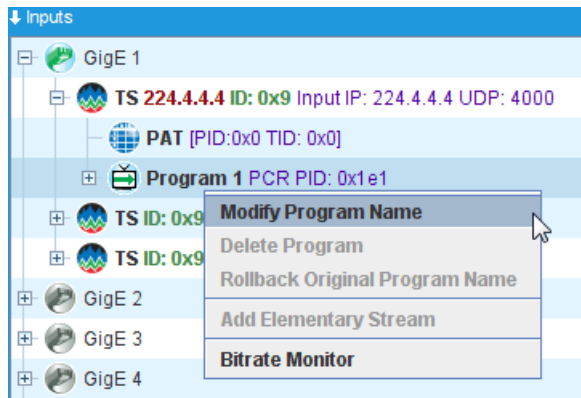 Inputs
GigE 1
TS 224.4.4.4 ID: 0x9 Input IP: 224.4.4.4 UDP: 4000
PAT [PID:0x0 TID: 0x0]
Program 1 PCR PID: 0x1e1
TS ID: 0x9
Modify Program Name
Delete Program
TS ID: 0x9
Rollback Original Program Name
GigE 2
Add Elementary Stream
GigE 3
Bitrate Monitor
GigE 4